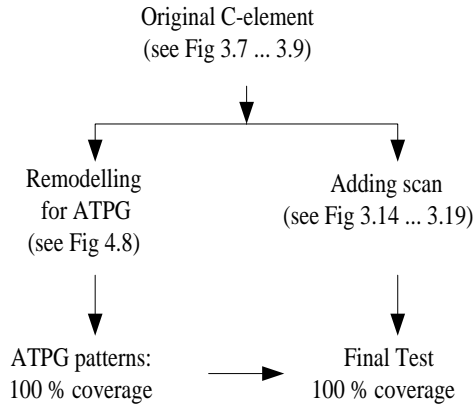 Original C-element
(see Fig 3.7 ... 3.9)
Remodelling
for ATPG
(see Fig 4.8)
Adding scan
(see Fig 3.14 ... 3.19)
ATPG patterns:
100 % coverage
Final Test
100 % coverage